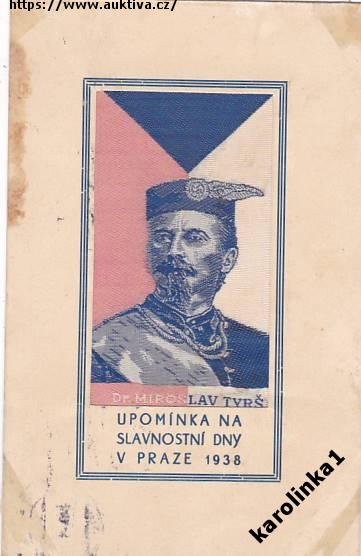 https://www.auktiva.cz/
Dr. MIROSLAV TYRŠ
UPOMÍNKA NA
SLAVNOSTNÍ DNY
V PRAZE 1938
karolinka1